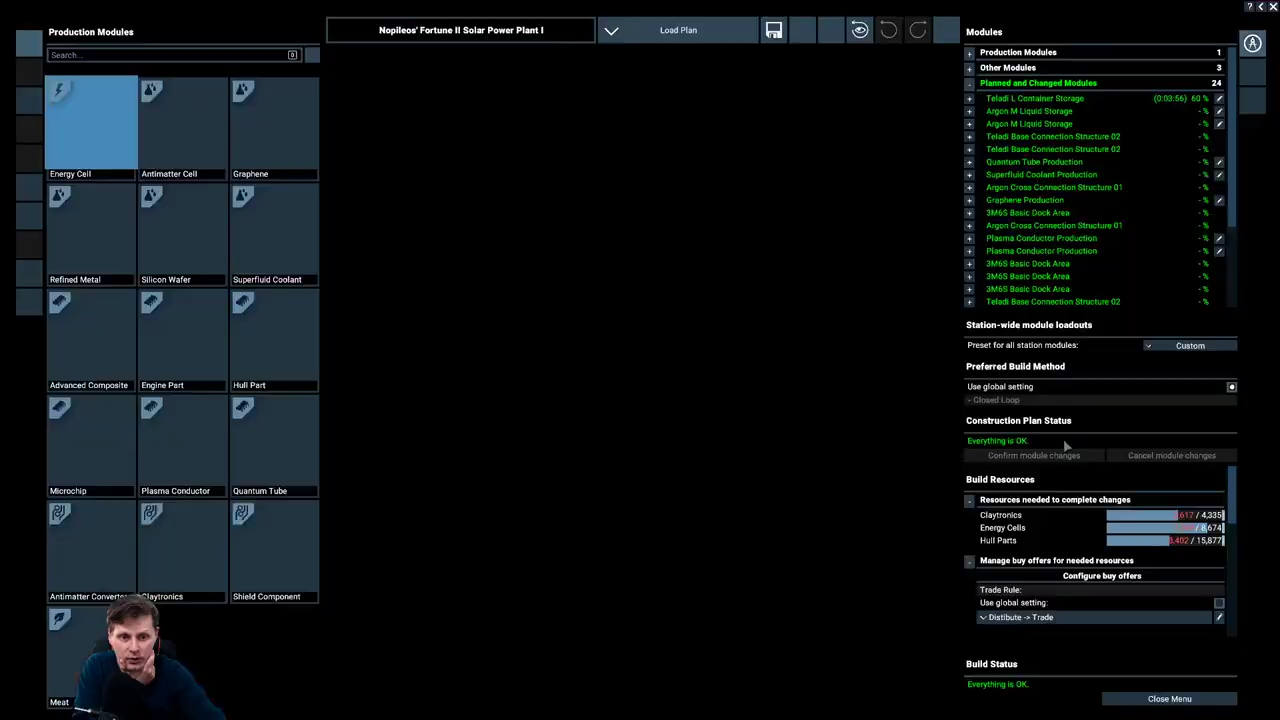 Production Modules
Search...
0
Energy Cell
Antimatter Cell
Graphene
Refined Metal
Silicon Wafer
Superfluid Coolant
Advanced Composite
Engine Part
Hull Part
Microchip
Plasma Conductor
Quantum Tube
Claytronics
Shield Component
Meat
Nopileos' Fortune II Solar Power Plant I
Load Plan
Modules
Production Modules 1
Other Modules 3
Planned and Changed Modules 24
Teladi L Container Storage (0:03:56) 60 %
Argon M Liquid Storage - %
Argon M Liquid Storage - %
Teladi Base Connection Structure 02 - %
Teladi Base Connection Structure 02 - %
Quantum Tube Production - %
Superfluid Coolant Production - %
Argon Cross Connection Structure 01 - %
Graphene Production - %
3M6S Basic Dock Area - %
Argon Cross Connection Structure 01 - %
Plasma Conductor Production - %
Plasma Conductor Production - %
3M6S Basic Dock Area - %
3M6S Basic Dock Area - %
3M6S Basic Dock Area - %
Teladi Base Connection Structure 02 - %
Station-wide module loadouts
Preset for all station modules: Custom
Preferred Build Method
Use global setting
- Closed Loop
Construction Plan Status
Everything is OK.
Confirm module changes Cancel module changes
Build Resources
Resources needed to complete changes
Claytronics / 4,335
Energy Cells / 8,674
Hull Parts / 15,877
Manage buy offers for needed resources
Configure buy offers
Trade Rule:
Use global setting:
Distibute -> Trade
Build Status
Everything is OK.
Close Menu